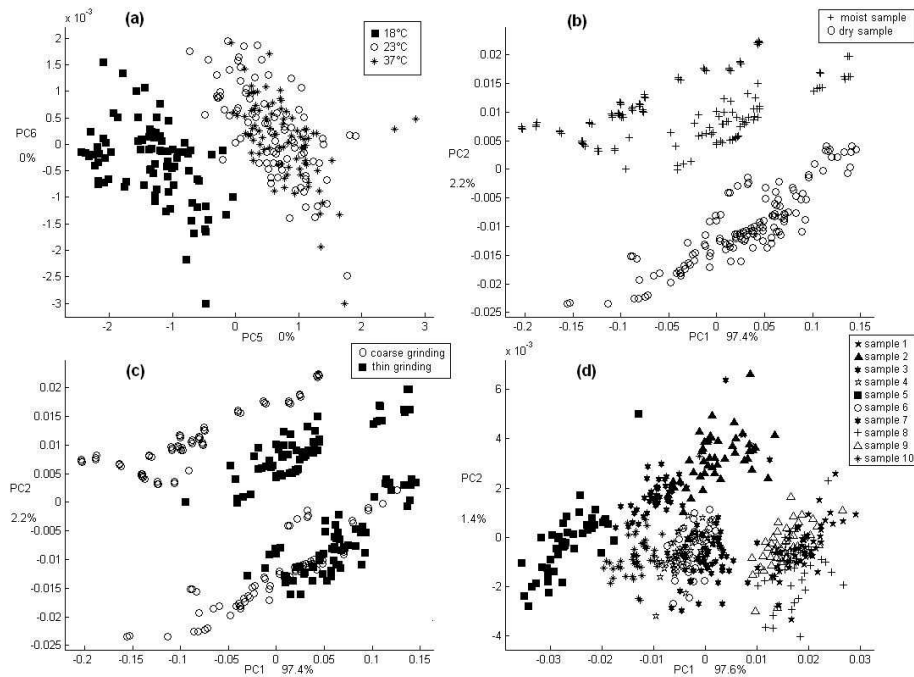 x 10⁻³
(a)
■ 18°C
○ 23°C
✱ 37°C
2
1.5
1
0.5
0
-0.5
-1
-1.5
-2
-2.5
-3
PC6
0%
-2
-1
0
1
2
3
PC5 0%
(b)
+ moist sample
O dry sample
0.02
0.015
0.01
0.005
0
-0.005
-0.01
-0.015
-0.02
-0.025
PC2
2.2%
-0.2
-0.15
-0.1
-0.05
0
0.05
0.1
0.15
PC1 97.4%
(c)
○ coarse grinding
■ thin grinding
0.02
0.015
0.01
0.005
0
-0.005
-0.01
-0.015
-0.02
-0.025
PC2
2.2%
-0.2
-0.15
-0.1
-0.05
0
0.05
0.1
0.15
PC1 97.4%
x 10⁻³
(d)
★ sample 1
▲ sample 2
✱ sample 3
☆ sample 4
■ sample 5
○ sample 6
★ sample 7
+ sample 8
△ sample 9
✳ sample 10
6
4
2
0
-2
-4
PC2
1.4%
-0.03
-0.02
-0.01
0
0.01
0.02
0.03
PC1 97.6%